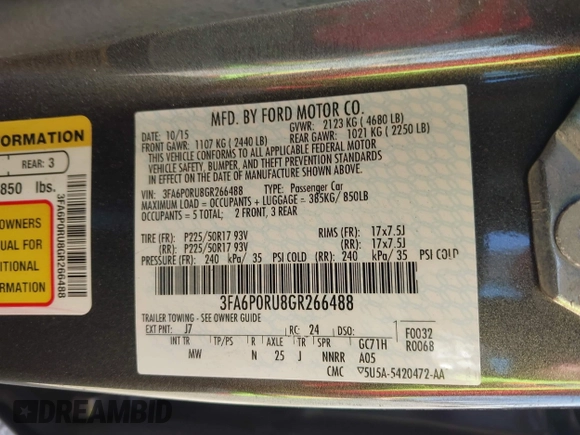 FORMATION
REAR: 3
850 lbs.
OWNERS
UAL FOR
DITIONAL
RMATION
3FA6P0RU8GR266488
MFD. BY FORD MOTOR CO.
DATE: 10/15 GVWR: 2123 KG ( 4680 LB)
FRONT GAWR: 1107 KG ( 2440 LB) REAR GAWR: 1021 KG ( 2250 LB)
THIS VEHICLE CONFORMS TO ALL APPLICABLE FEDERAL MOTOR
VEHICLE SAFETY, BUMPER, AND THEFT PREVENTION STANDARDS
IN EFFECT ON THE DATE OF MANUFACTURE SHOWN ABOVE.
VIN: 3FA6P0RU8GR266488 TYPE: Passenger Car
MAXIMUM LOAD = OCCUPANTS + LUGGAGE = 385KG/ 850LB
OCCUPANTS = 5 TOTAL; 2 FRONT, 3 REAR
TIRE (FR): P225/50R17 93V RIMS (FR): 17x7.5J
(RR): P225/50R17 93V (RR): 17x7.5J
PRESSURE (FR): 240 kPa/ 35 PSI COLD (RR): 240 kPa/ 35 PSI COLD
3FA6P0RU8GR266488
TRAILER TOWING - SEE OWNER GUIDE
EXT PNT: J7 RC: 24 DSO: F0032
INT TR TP/PS R AXLE TR SPR GC71H R0068
MW N 25 J NNRR A05
CMC ▽5U5A-5420472-AA
DREAMBID